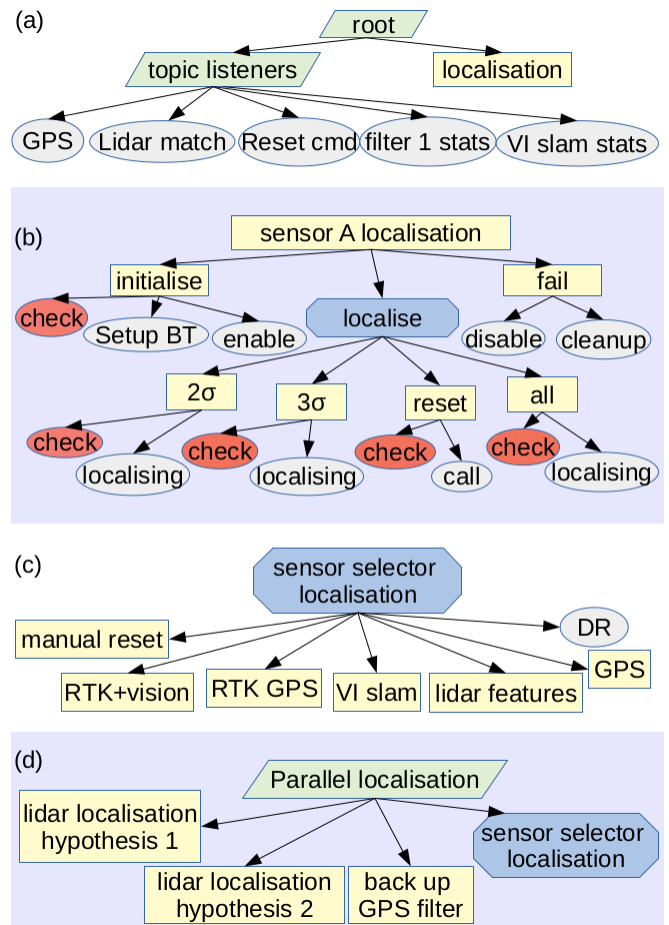 (a)
root
topic listeners
localisation
GPS
Lidar match
Reset cmd
filter 1 stats
VI slam stats
(b)
sensor A localisation
initialise
fail
check
Setup BT
enable
localise
disable
cleanup
2σ
3σ
reset
all
check
localising
check
localising
check
call
check
localising
(c)
sensor selector
localisation
manual reset
DR
RTK+vision
RTK GPS
VI slam
lidar features
GPS
(d)
Parallel localisation
lidar localisation
hypothesis 1
sensor selector
localisation
lidar localisation
hypothesis 2
back up
GPS filter